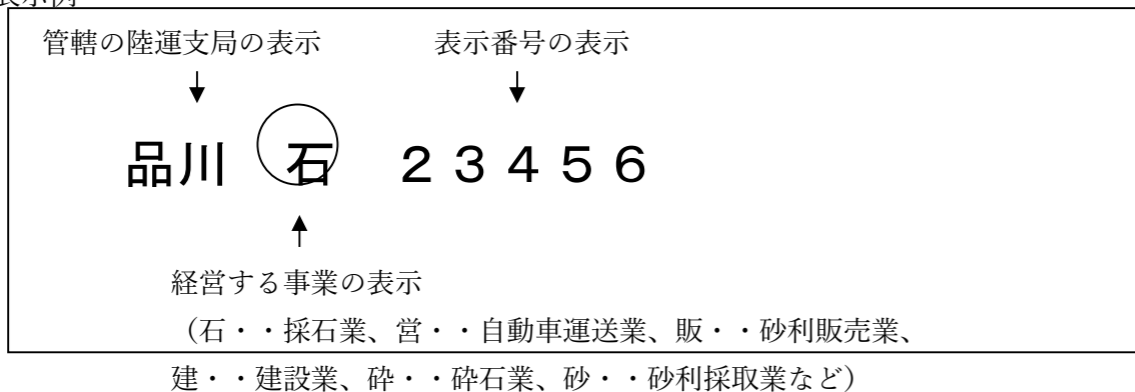 表示例
管轄の陸運支局の表示 表示番号の表示
品川 石 23456
経営する事業の表示
(石・・採石業、営・・自動車運送業、販・・砂利販売業、
建・・建設業、砕・・砕石業、砂・・砂利採取業など)